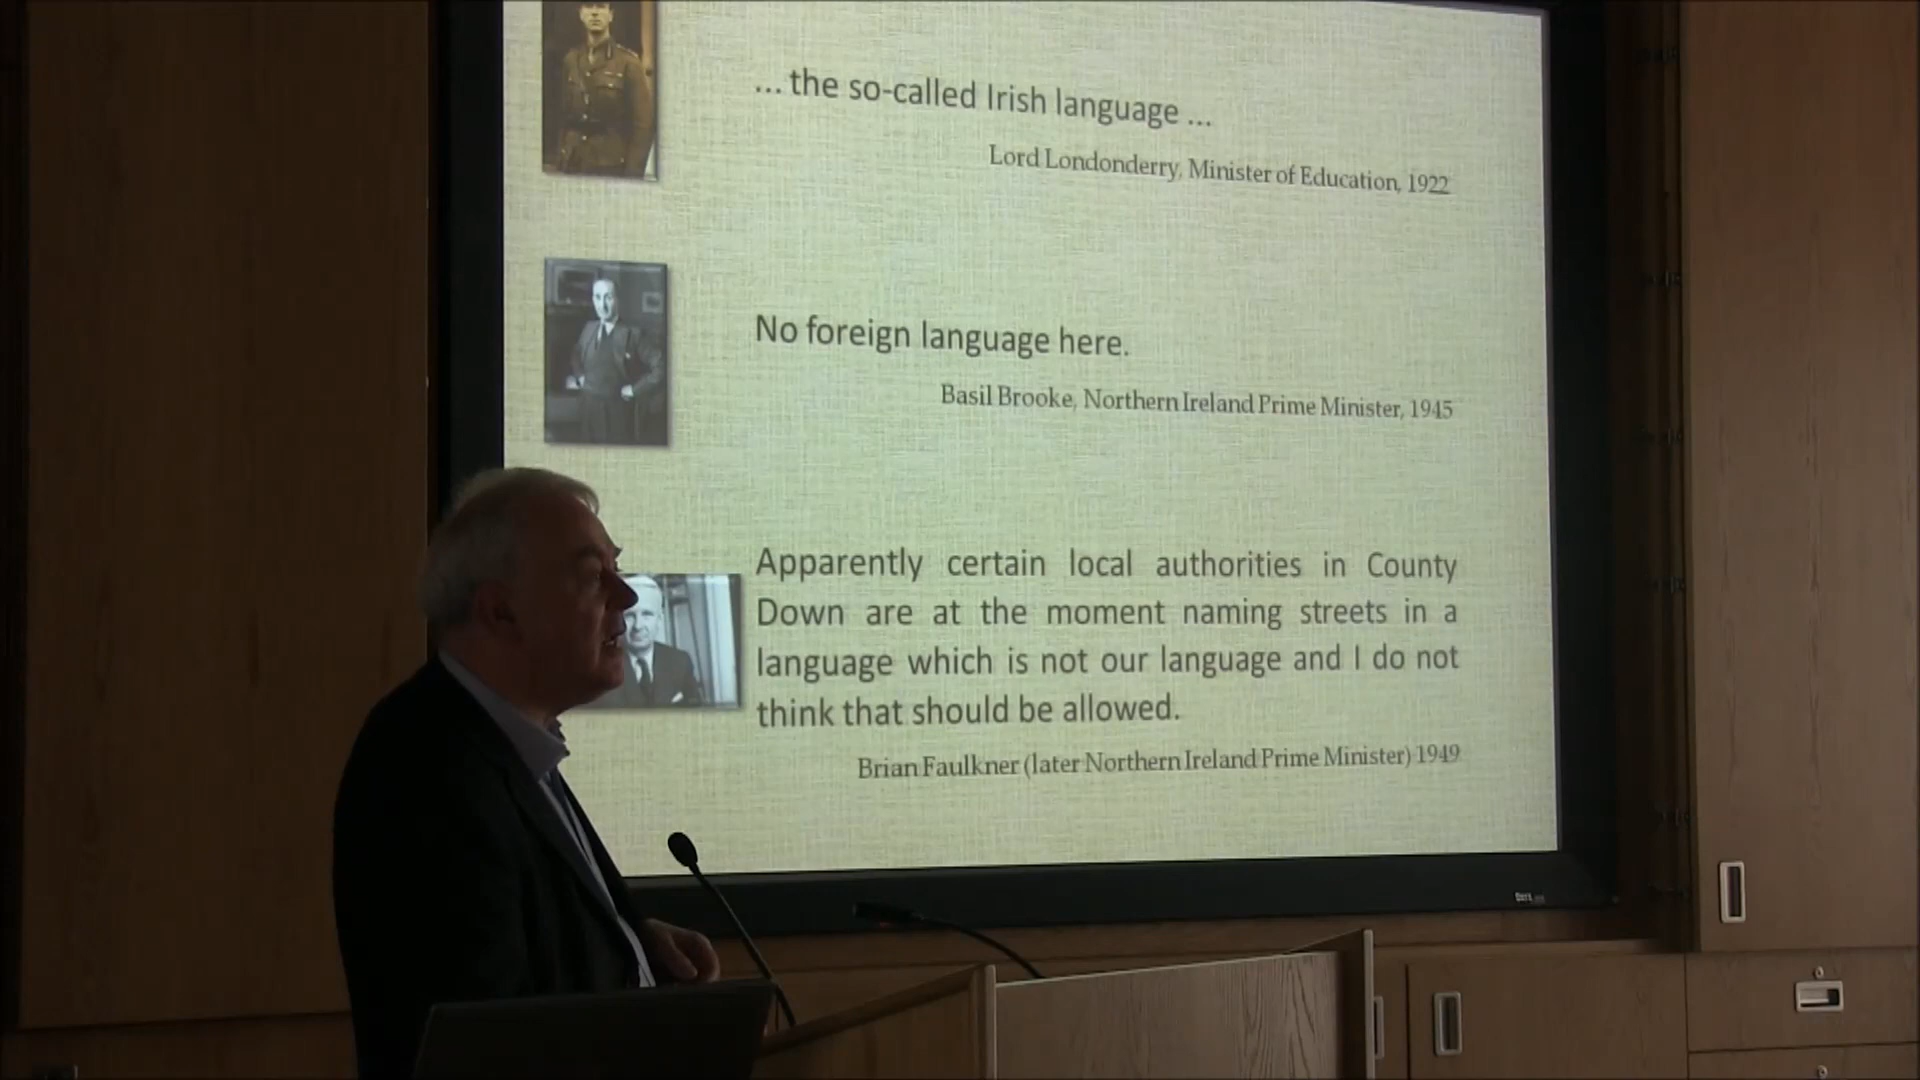 ... the so-called Irish language ...
Lord Londonderry, Minister of Education, 1922
No foreign language here.
Basil Brooke, Northern Ireland Prime Minister, 1945
Apparently certain local authorities in County
Down are at the moment naming streets in a
language which is not our language and I do not
think that should be allowed.
Brian Faulkner (later Northern Ireland Prime Minister) 1949